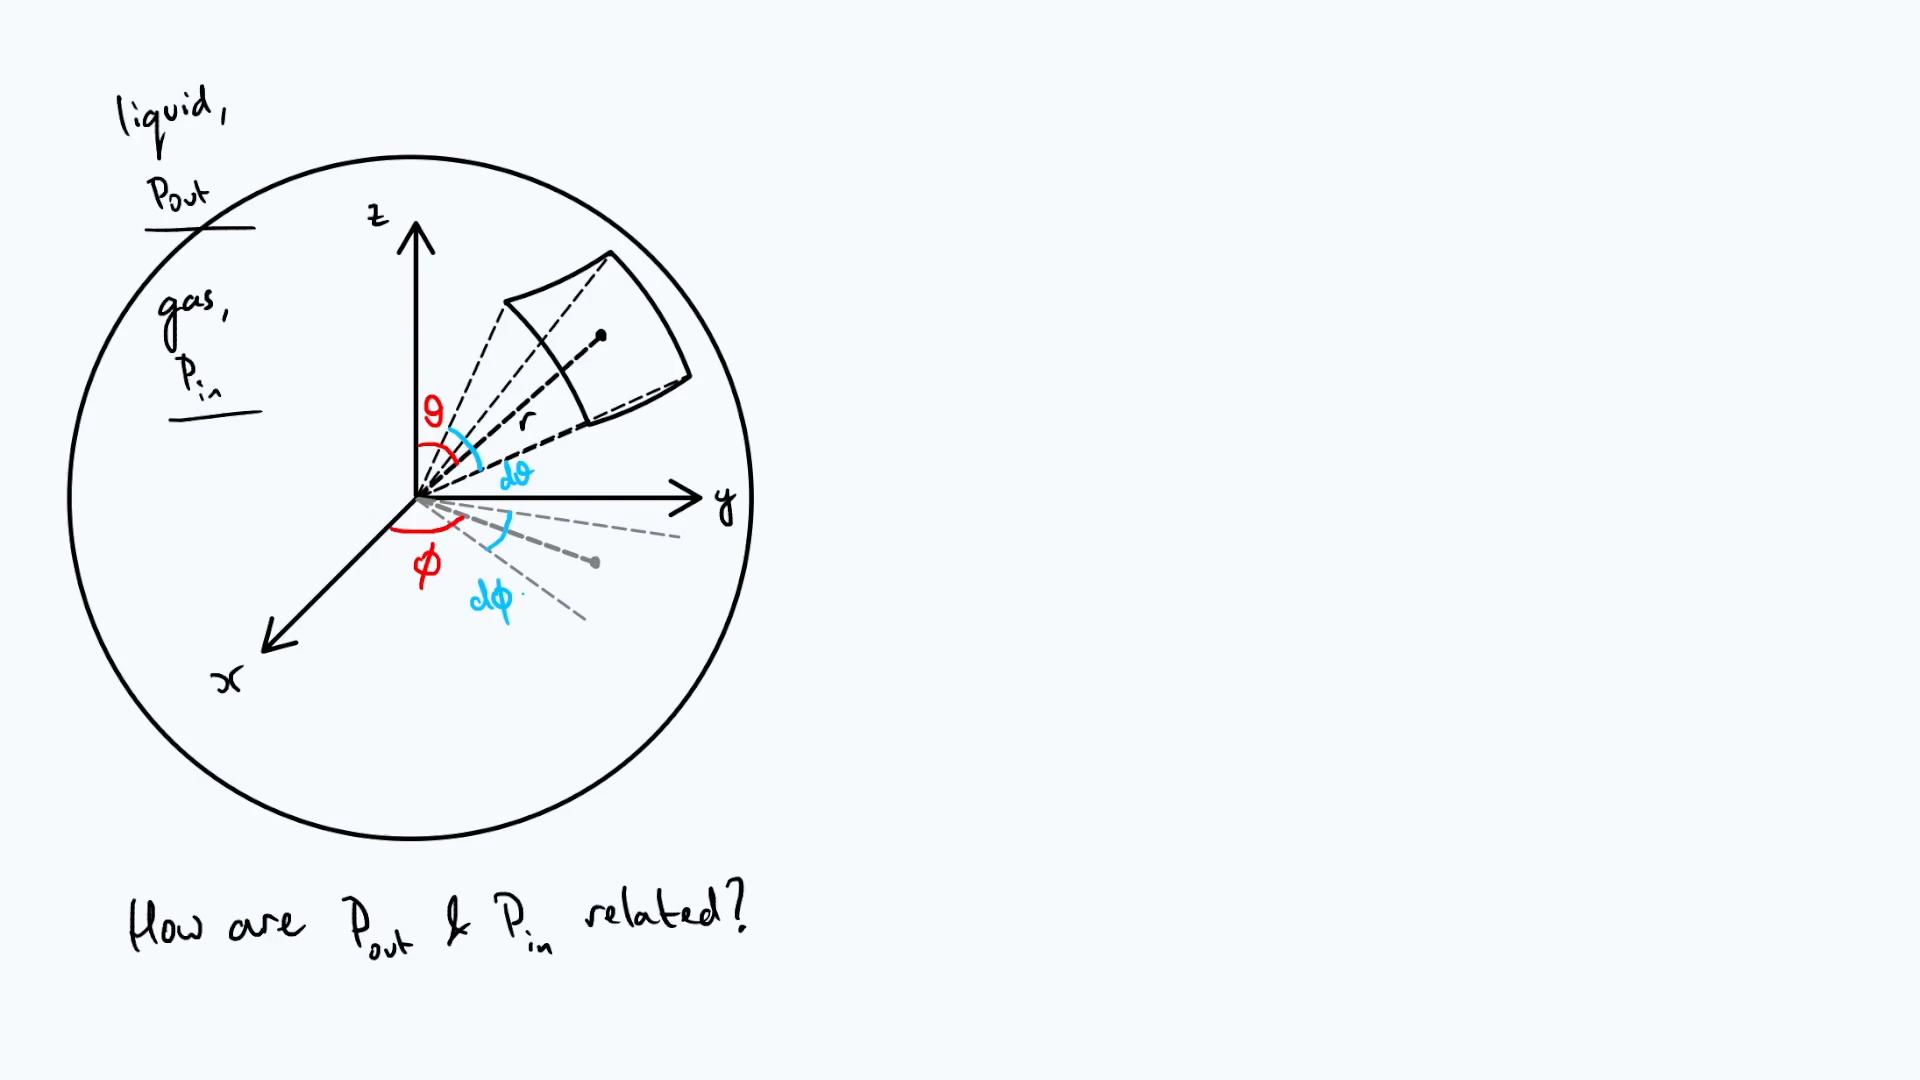 liquid,
Pout
gas,
Pin
z
θ
r
dθ
y
ϕ
dϕ
x
How are Pout & Pin related?